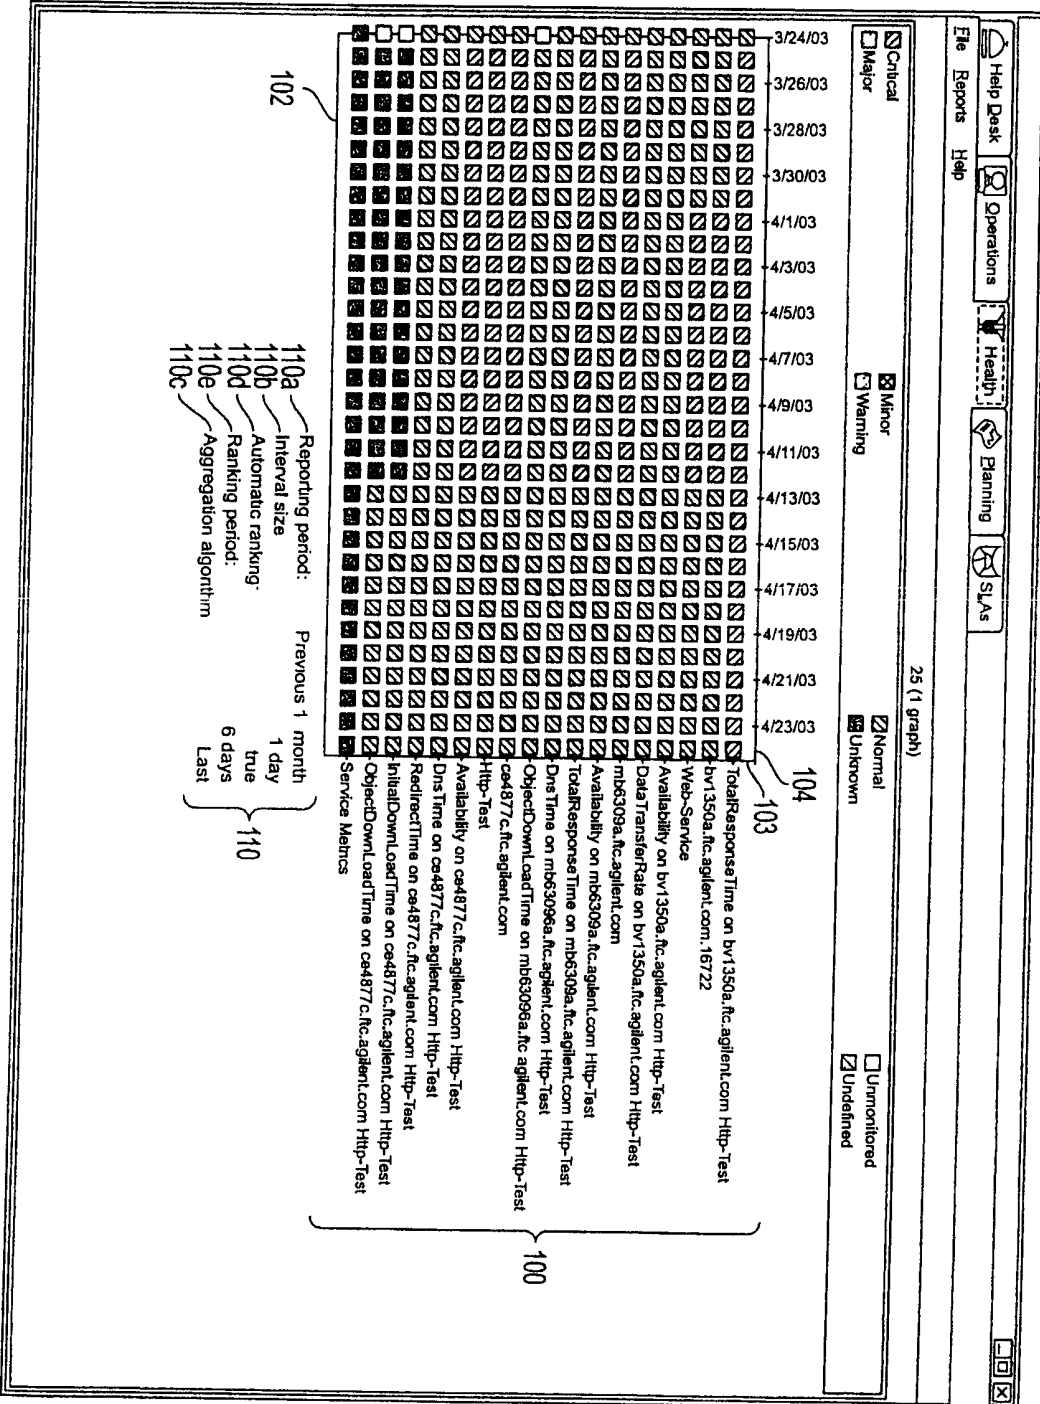 Help Desk
Operations
Health
Planning
SLAs
File Reports Help
25 (1 graph)
Critical
Major
Minor
Warning
Normal
Unknown
Unmonitored
Undefined
3/24/03
3/26/03
3/28/03
3/30/03
4/1/03
4/3/03
4/5/03
4/7/03
4/9/03
4/11/03
4/13/03
4/15/03
4/17/03
4/19/03
4/21/03
4/23/03
104
103
TotalResponseTime on bv1350a.ftc.agilent.com Http-Test
bv1350a.ftc.agilent.com.16722
Web-Service
Availability on bv1350a.ftc.agilent.com Http-Test
DataTransferRate on bv1350a.ftc.agilent.com Http-Test
mb6309a.ftc.agilent.com
Availability on mb6309a.ftc.agilent.com Http-Test
TotalResponseTime on mb6309a.ftc.agilent.com Http-Test
DnsTime on mb63096a.ftc.agilent.com Http-Test
ObjectDownLoadTime on mb63096a.ftc agilent.com Http-Test
ce4877c.ftc.agilent.com
Http-Test
Availability on ce4877c.ftc.agilent.com Http-Test
DnsTime on ce4877c.ftc.agilent.com Http-Test
RedirectTime on ce4877c.ftc.agilent.com Http-Test
InitialDownLoadTime on ce4877c.ftc.agilent.com Http-Test
ObjectDownLoadTime on ce4877c.ftc.agilent.com Http-Test
Service Metrics
100
102
110a Reporting period: Previous 1 month
110b Interval size 1 day
110d Automatic ranking: true
110e Ranking period: 6 days
110c Aggregation algorithm Last
110